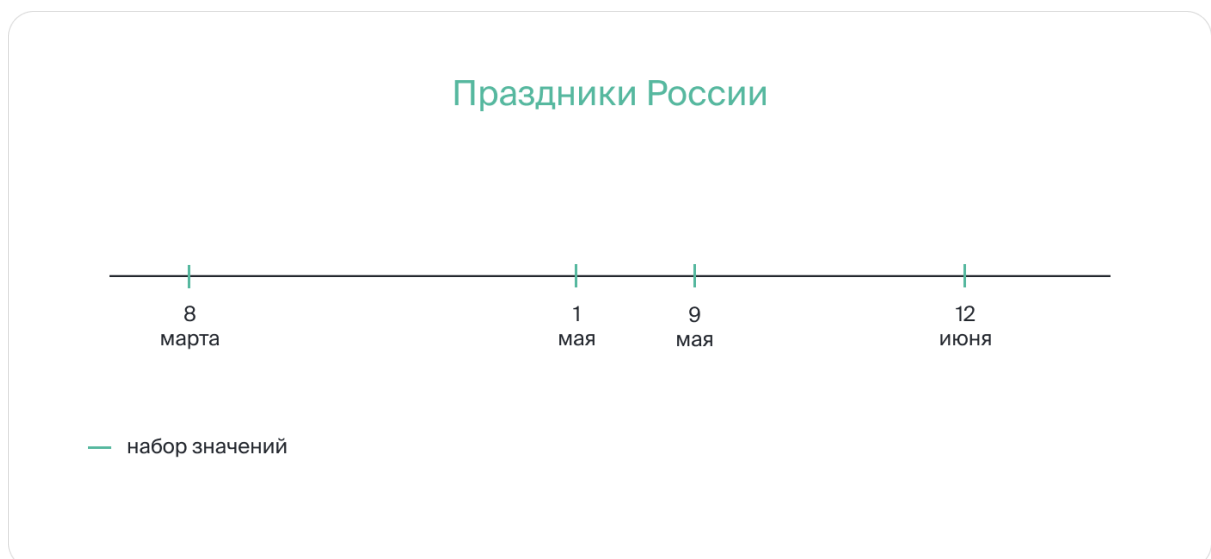 Праздники России
8 марта
1 мая
9 мая
12 июня
набор значений